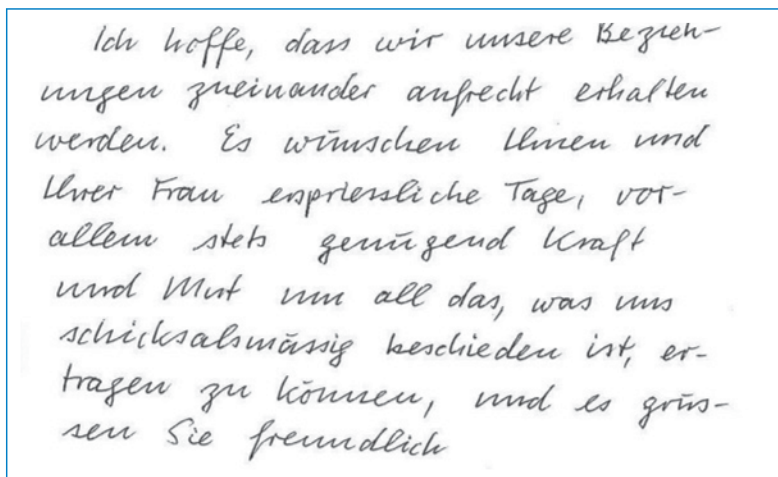 Ich hoffe, dass wir unsere Bezieh-
ungen zueinander aufrecht erhalten
werden. Es wünschen Ihnen und
Ihrer Frau erspriessliche Tage, vor-
allem stets genügend Kraft
und Mut um all das, was uns
schicksalsmässig beschieden ist, er-
tragen zu können, und es grüs-
sen Sie freundlich